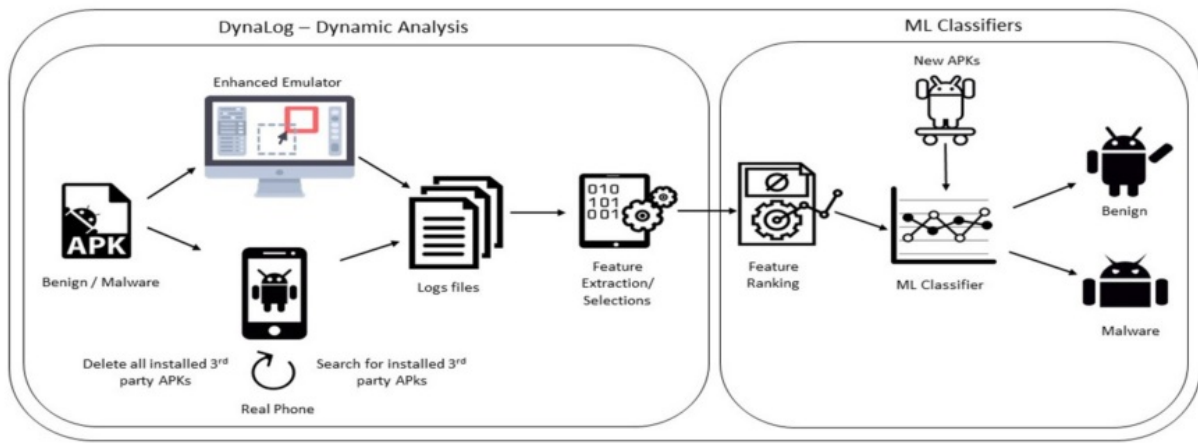 DynaLog – Dynamic Analysis
ML Classifiers
Enhanced Emulator
New APKs
APK
Benign / Malware
010
101
001
Logs files
Feature
Extraction/
Selections
Feature
Ranking
ML Classifier
Benign
Malware
Delete all installed 3rd
party APKs
Search for installed 3rd
party APks
Real Phone